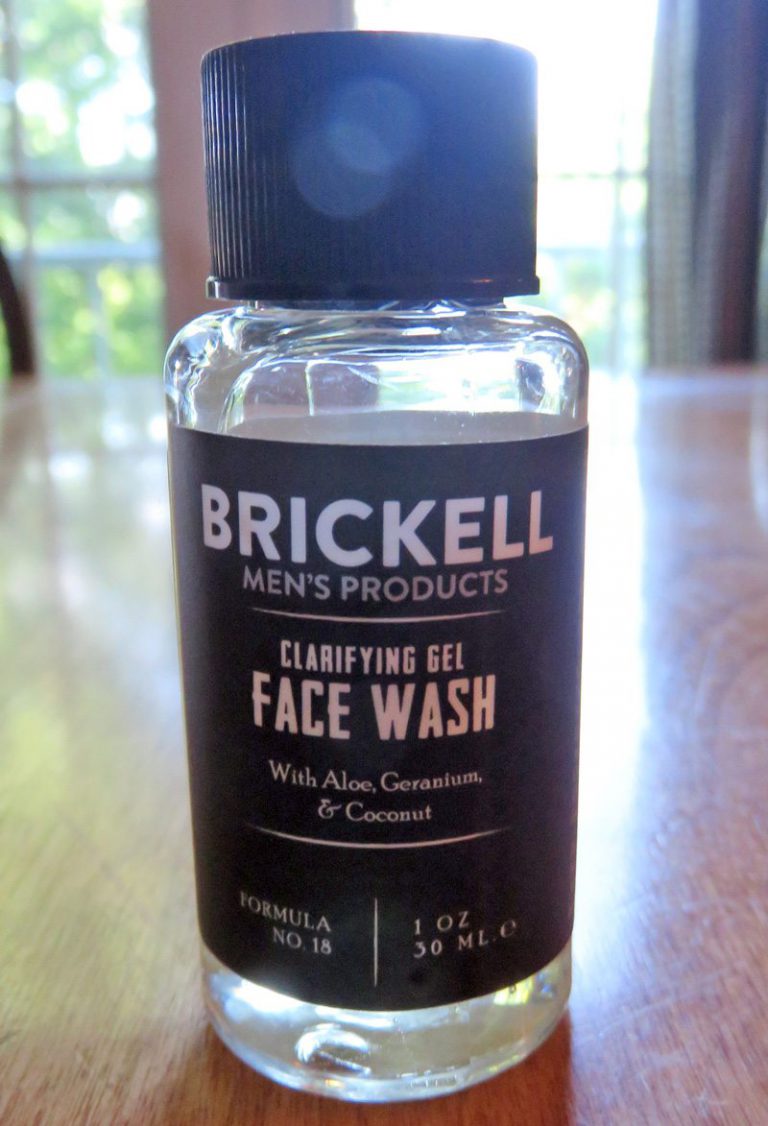 BRICKELL
MEN'S PRODUCTS
CLARIFYING GEL
FACE WASH
With Aloe, Geranium,
& Coconut
FORMULA
NO. 18
1 OZ
30 ML. ℮